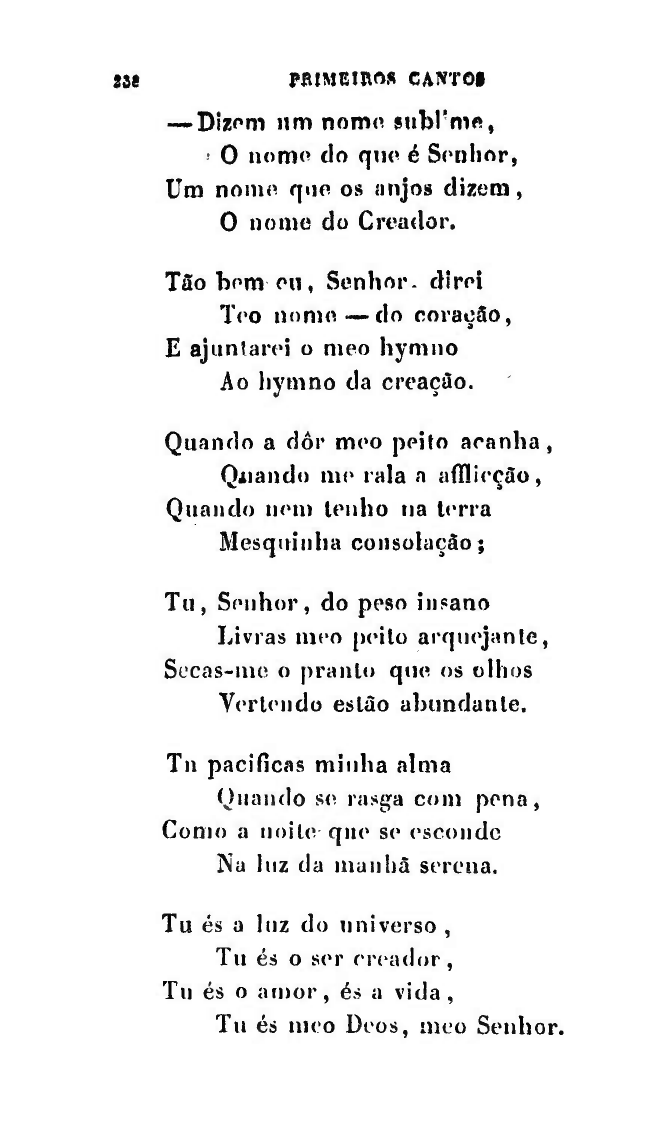 238 PRIMEIROS CANTOS
—Dizem um nome sublime,
O nome do que é Senhor,
Um nome que os anjos dizem,
O nome do Creador.
Tão bem eu, Senhor, direi
Teo nome — do coração,
E ajuntarei o meo hymno
Ao hymno da creação.
Quando a dôr meo peito acanha,
Quando me rala a afflicção,
Quando nem tenho na terra
Mesquinha consolação;
Tu, Senhor, do peso insano
Livras meo peito arquejante,
Secas-me o pranto que os olhos
Vertendo estão abundante.
Tu pacificas minha alma
Quando se rasga com pena,
Como a noite que se esconde
Na luz da manhã serena.
Tu és a luz do universo,
Tu és o ser creador,
Tu és o amor, és a vida,
Tu és meo Deos, meo Senhor.